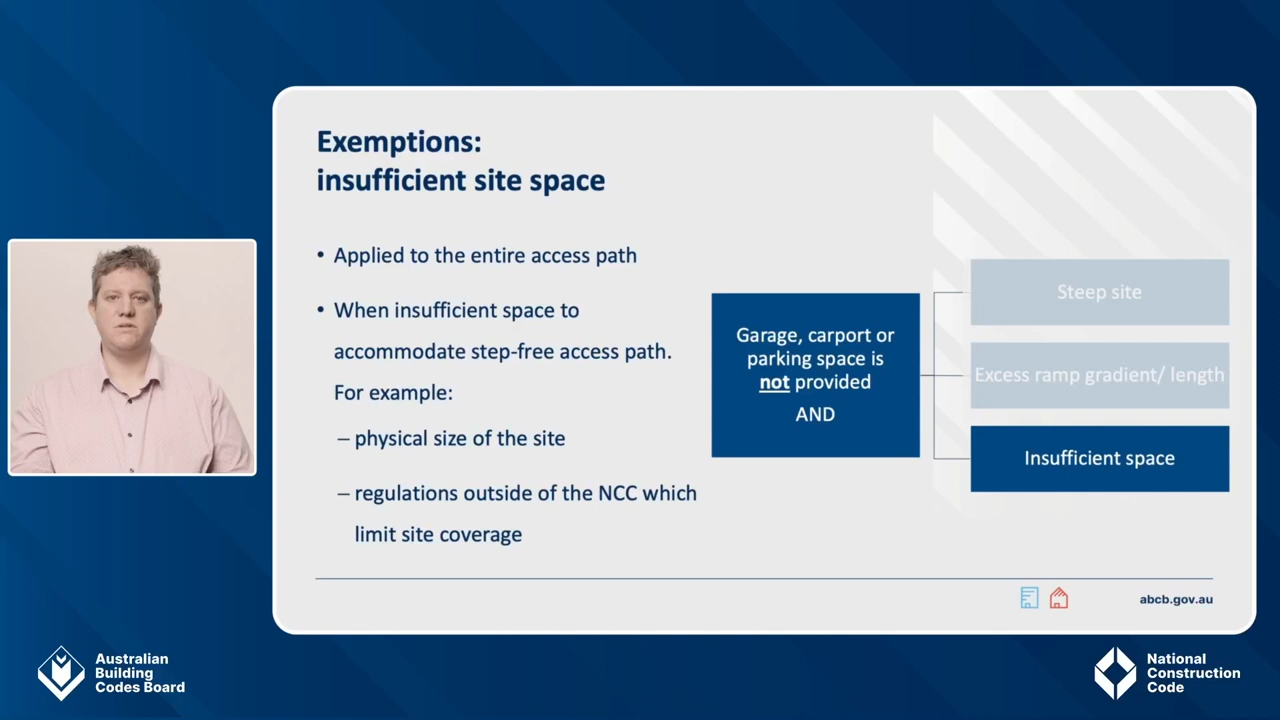 Exemptions:
insufficient site space
• Applied to the entire access path
• When insufficient space to
accommodate step-free access path.
For example:
– physical size of the site
– regulations outside of the NCC which
limit site coverage
Garage, carport or
parking space is
not provided
AND
Steep site
Excess ramp gradient/ length
Insufficient space
abcb.gov.au
Australian
Building
Codes Board
National
Construction
Code